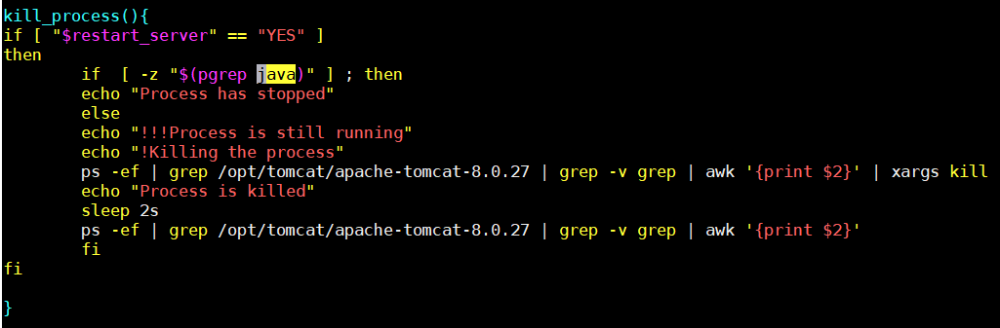 kill_process(){
if [ "$restart_server" == "YES" ]
then
        if  [ -z "$(pgrep java)" ] ; then
        echo "Process has stopped"
        else
        echo "!!!Process is still running"
        echo "!Killing the process"
        ps -ef | grep /opt/tomcat/apache-tomcat-8.0.27 | grep -v grep | awk '{print $2}' | xargs kill
        echo "Process is killed"
        sleep 2s
        ps -ef | grep /opt/tomcat/apache-tomcat-8.0.27 | grep -v grep | awk '{print $2}'
        fi
fi

}